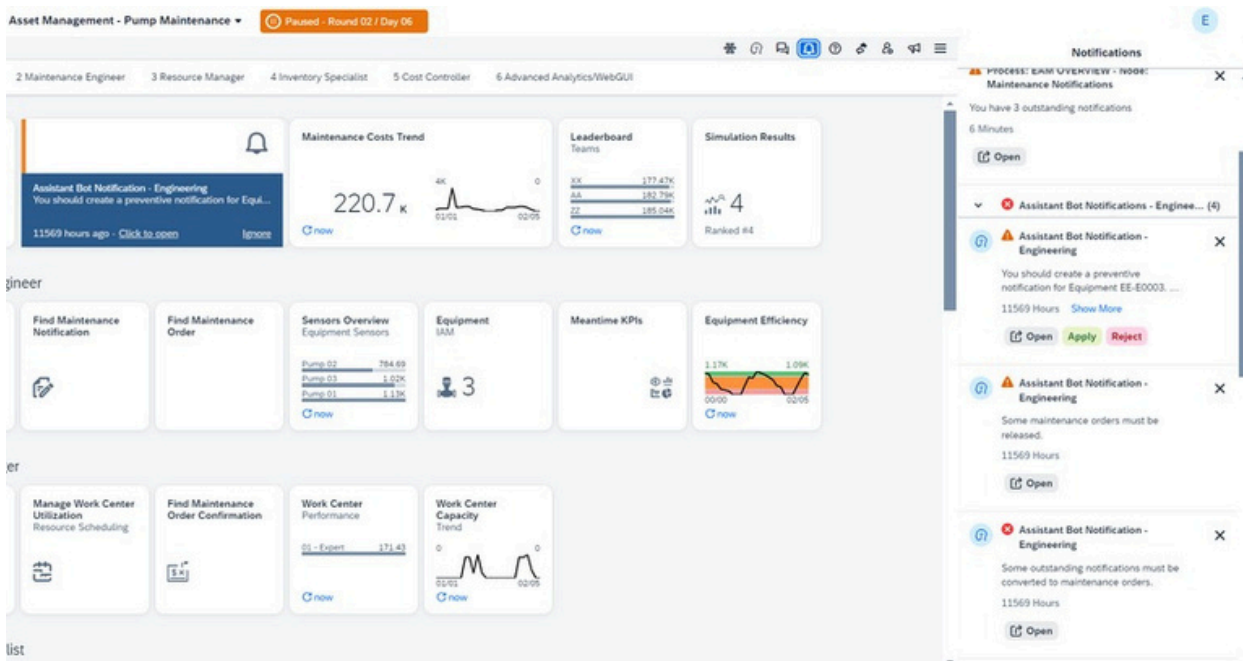 Asset Management - Pump Maintenance
Paused - Round 02 / Day 06
E
2 Maintenance Engineer
3 Resource Manager
4 Inventory Specialist
5 Cost Controller
6 Advanced Analytics/WebGUI
Assistant Bot Notification - Engineering
You should create a preventive notification for Equi...
11569 hours ago - Click to open
Ignore
Maintenance Costs Trend
220.7 K
4K
0
01/01
02/05
now
Leaderboard
Teams
XX 177.47K
AA 182.79K
ZZ 185.04K
now
Simulation Results
4
Ranked #4
gineer
Find Maintenance
Notification
Find Maintenance
Order
Sensors Overview
Equipment Sensors
Pump 02 784.69
Pump 03 1.02K
Pump 01 1.13K
now
Equipment
IAM
3
Meantime KPIs
Equipment Efficiency
1.17K
1.09K
00/00
02/05
now
er
Manage Work Center
Utilization
Resource Scheduling
Find Maintenance
Order Confirmation
Work Center
Performance
01 - Expert 171.43
now
Work Center
Capacity
Trend
0
0
01/01
02/05
now
list
Notifications
Process: EAM OVERVIEW - Node:
Maintenance Notifications
You have 3 outstanding notifications
6 Minutes
Open
Assistant Bot Notifications - Enginee... (4)
Assistant Bot Notification -
Engineering
You should create a preventive
notification for Equipment EE-E0003. ...
11569 Hours
Show More
Open
Apply
Reject
Assistant Bot Notification -
Engineering
Some maintenance orders must be
released.
11569 Hours
Open
Assistant Bot Notification -
Engineering
Some outstanding notifications must be
converted to maintenance orders.
11569 Hours
Open